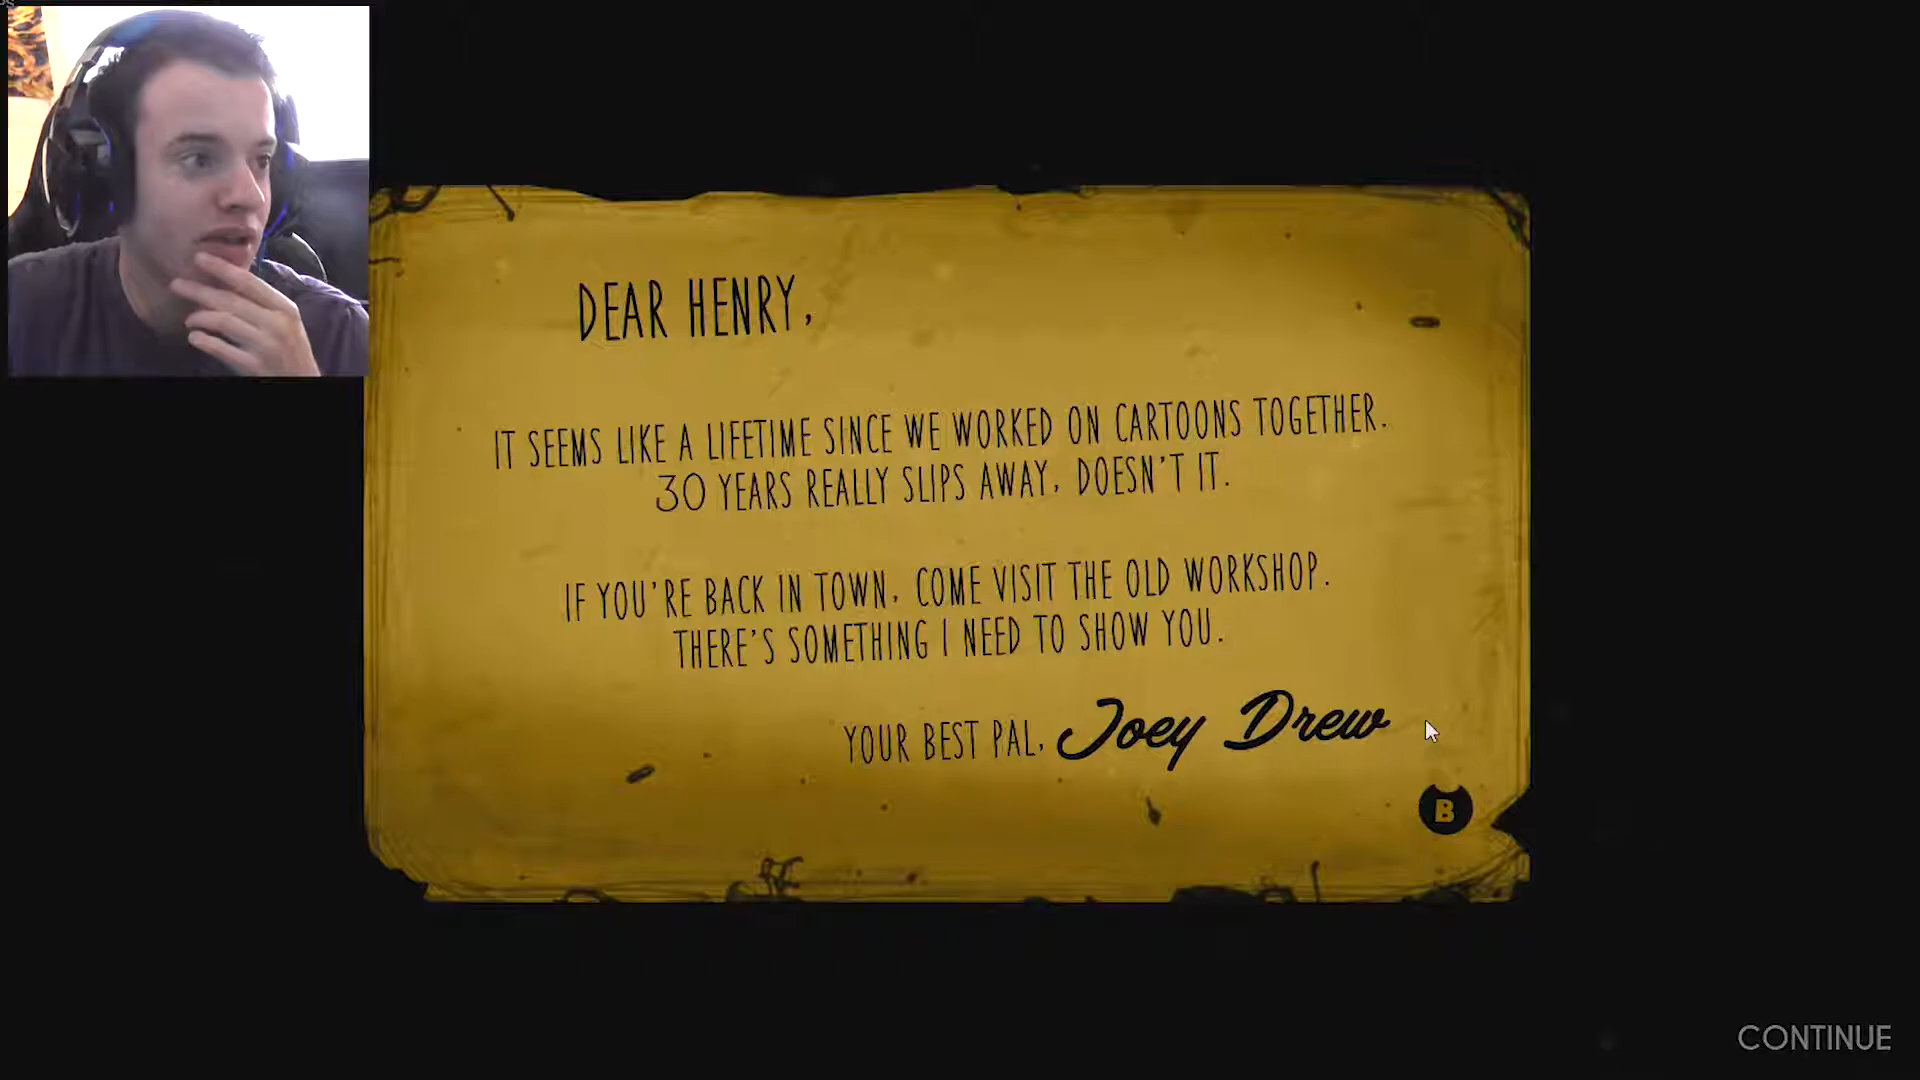 DEAR HENRY,
IT SEEMS LIKE A LIFETIME SINCE WE WORKED ON CARTOONS TOGETHER.
30 YEARS REALLY SLIPS AWAY, DOESN'T IT.
IF YOU'RE BACK IN TOWN, COME VISIT THE OLD WORKSHOP.
THERE'S SOMETHING I NEED TO SHOW YOU.
YOUR BEST PAL, Joey Drew
B
CONTINUE